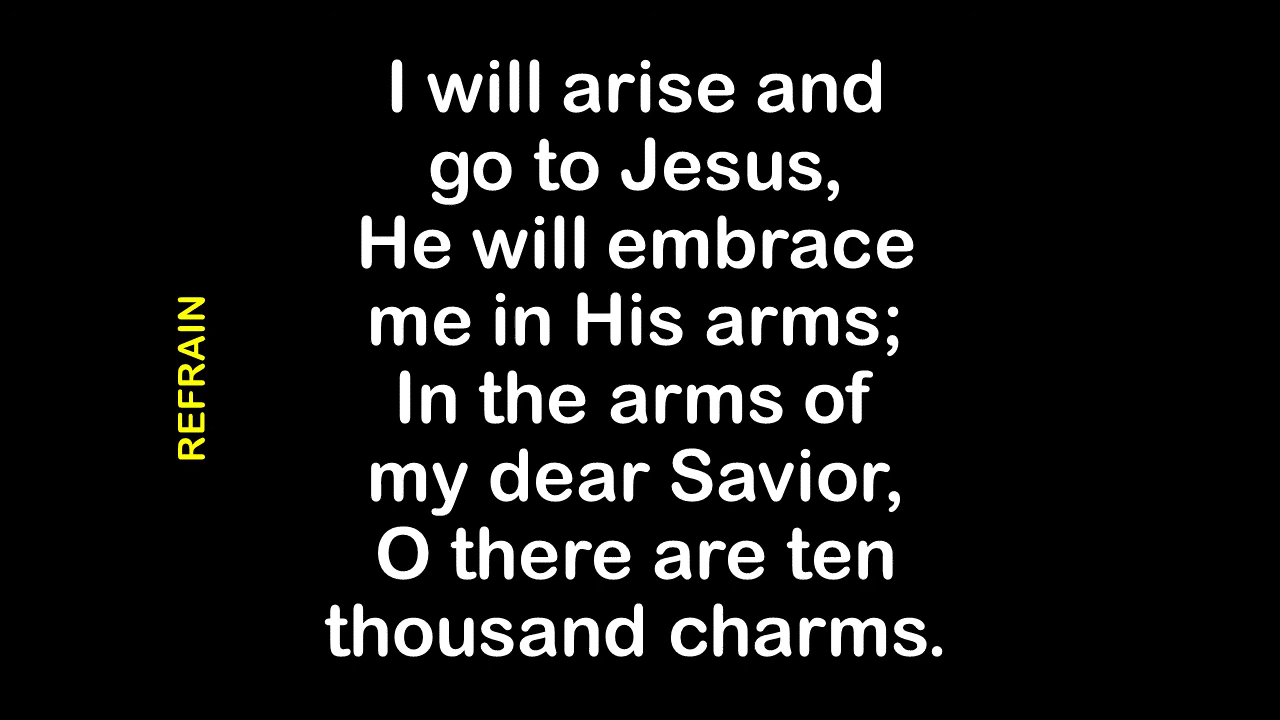 REFRAIN
I will arise and
go to Jesus,
He will embrace
me in His arms;
In the arms of
my dear Savior,
O there are ten
thousand charms.